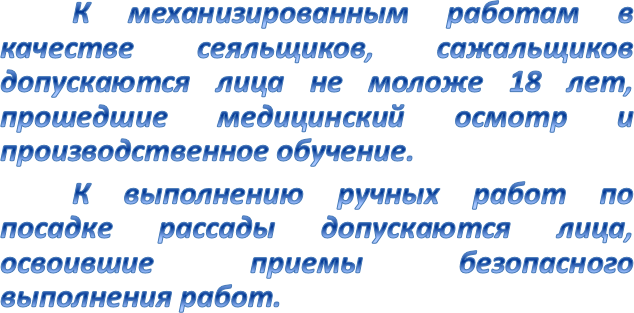 К механизированным работам в
качестве сеяльщиков, сажальщиков
допускаются лица не моложе 18 лет,
прошедшие медицинский осмотр и
производственное обучение.
К выполнению ручных работ по
посадке рассады допускаются лица,
освоившие приемы безопасного
выполнения работ.